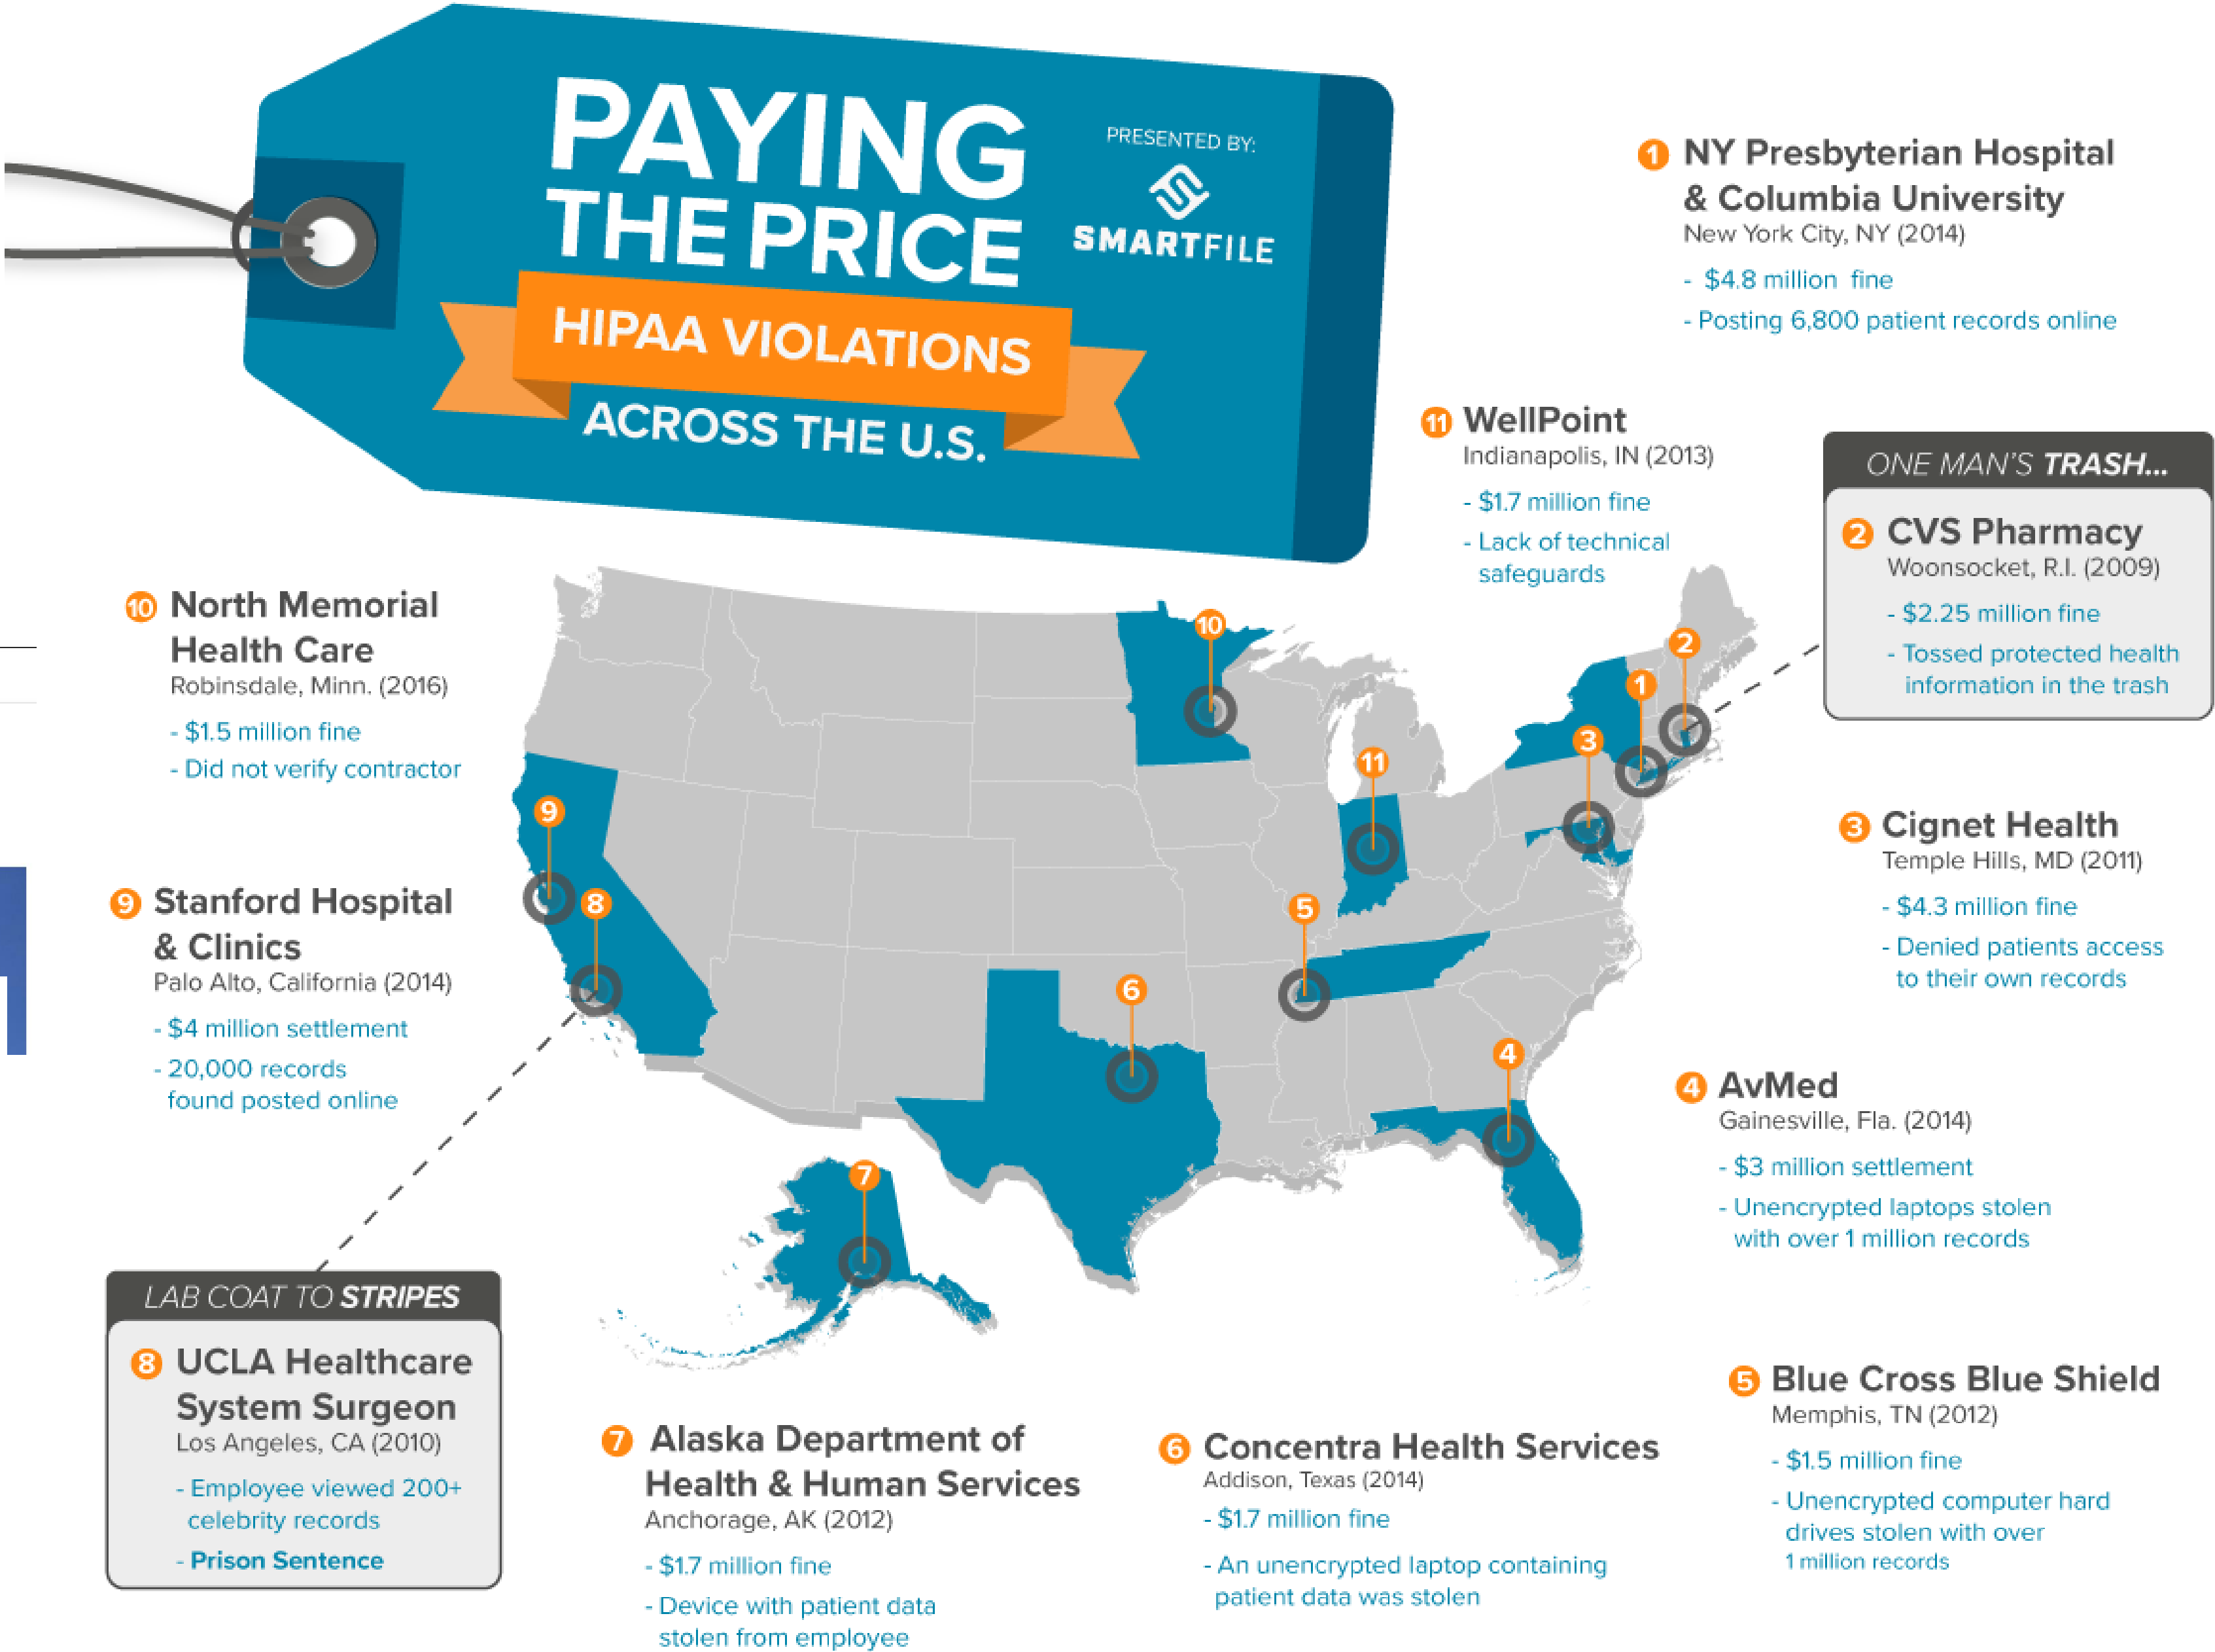 PAYING
THE PRICE
HIPAA VIOLATIONS
ACROSS THE U.S.
PRESENTED BY:
SMARTFILE
1 NY Presbyterian Hospital
& Columbia University
New York City, NY (2014)
- $4.8 million fine
- Posting 6,800 patient records online
11 WellPoint
Indianapolis, IN (2013)
- $1.7 million fine
- Lack of technical
safeguards
ONE MAN'S TRASH...
2 CVS Pharmacy
Woonsocket, R.I. (2009)
- $2.25 million fine
- Tossed protected health
information in the trash
10 North Memorial
Health Care
Robinsdale, Minn. (2016)
- $1.5 million fine
- Did not verify contractor
10
2
1
3
11
9
8
5
6
4
7
3 Cignet Health
Temple Hills, MD (2011)
- $4.3 million fine
- Denied patients access
to their own records
9 Stanford Hospital
& Clinics
Palo Alto, California (2014)
- $4 million settlement
- 20,000 records
found posted online
4 AvMed
Gainesville, Fla. (2014)
- $3 million settlement
- Unencrypted laptops stolen
with over 1 million records
LAB COAT TO STRIPES
8 UCLA Healthcare
System Surgeon
Los Angeles, CA (2010)
- Employee viewed 200+
celebrity records
- Prison Sentence
7 Alaska Department of
Health & Human Services
Anchorage, AK (2012)
- $1.7 million fine
- Device with patient data
stolen from employee
6 Concentra Health Services
Addison, Texas (2014)
- $1.7 million fine
- An unencrypted laptop containing
patient data was stolen
5 Blue Cross Blue Shield
Memphis, TN (2012)
- $1.5 million fine
- Unencrypted computer hard
drives stolen with over
1 million records